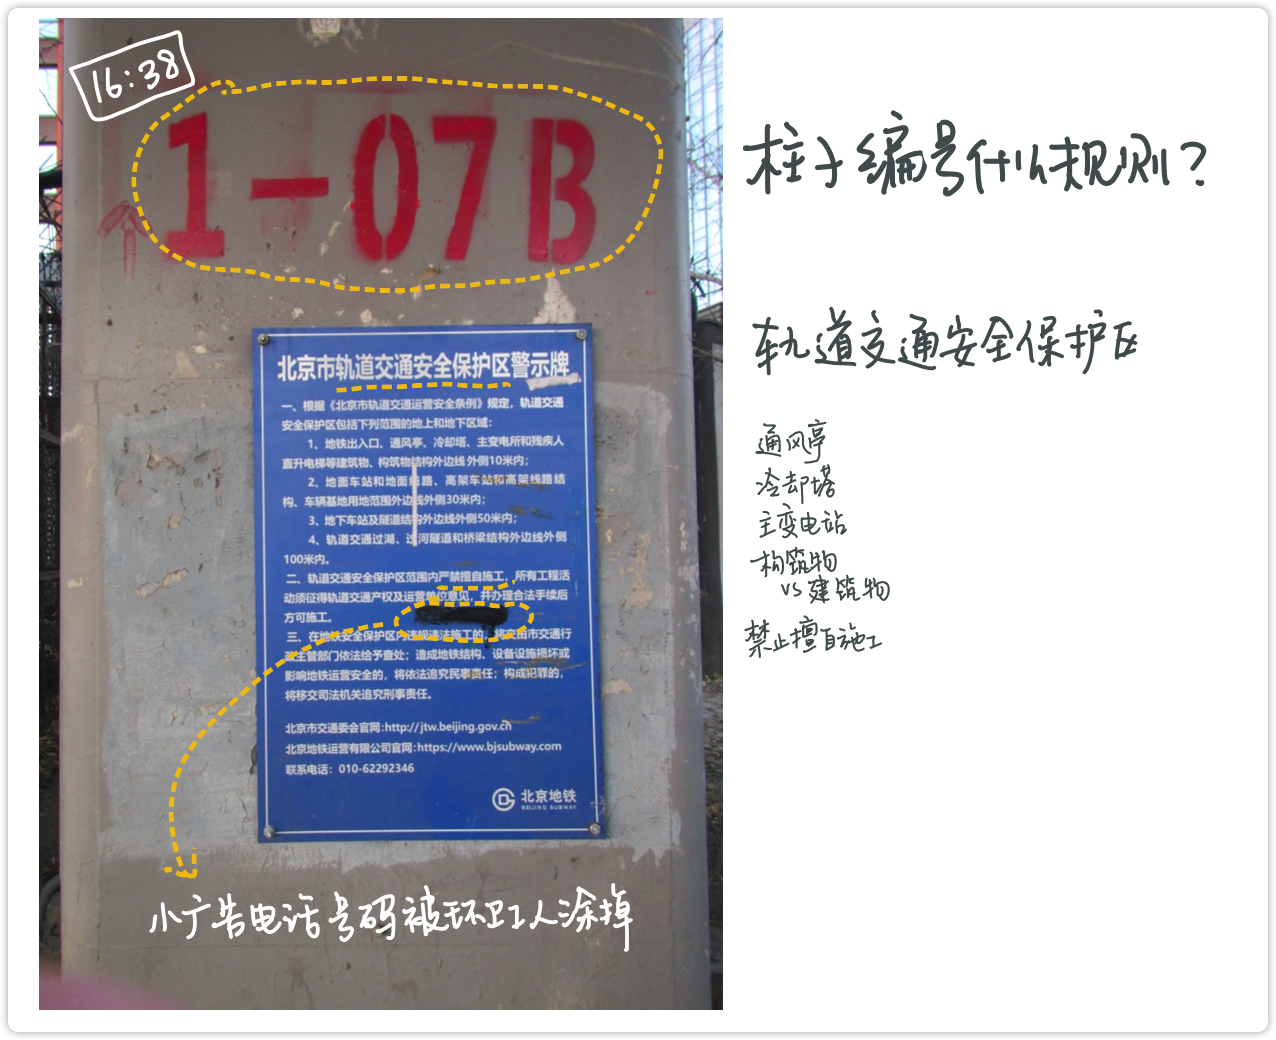 16:38
1-07B
北京市轨道交通安全保护区警示牌
一、根据《北京市轨道交通运营安全条例》规定，轨道交通
安全保护区包括下列范围的地上和地下区域：
1、地铁出入口、通风亭、冷却塔、主变电所和残疾人
直升电梯等建筑物、构筑物结构外边线外侧10米内；
2、地面车站和地面线路、高架车站和高架线路结
构、车辆基地用地范围外边线外侧30米内；
3、地下车站及隧道结构外边线外侧50米内；
4、轨道交通过湖、过河隧道和桥梁结构外边线外侧
100米内。
二、轨道交通安全保护区范围内严禁擅自施工，所有工程活
动须征得轨道交通产权及运营单位意见，并办理合法手续后
方可施工。
三、在地铁安全保护区内违规违法施工的，将交由市交通行
政主管部门依法给予查处；造成地铁结构、设备设施损坏或
影响地铁运营安全的，将依法追究民事责任；构成犯罪的，
将移交司法机关追究刑事责任。
北京市交通委会官网:http://jtw.beijing.gov.cn
北京地铁运营有限公司官网:https://www.bjsubway.com
联系电话：010-62292346
北京地铁
BEIJING SUBWAY
小广告电话号码被环卫工人涂掉
柱子编号什么规则？
轨道交通安全保护区
通风亭
冷却塔
主变电站
构筑物
vs建筑物
禁止擅自施工